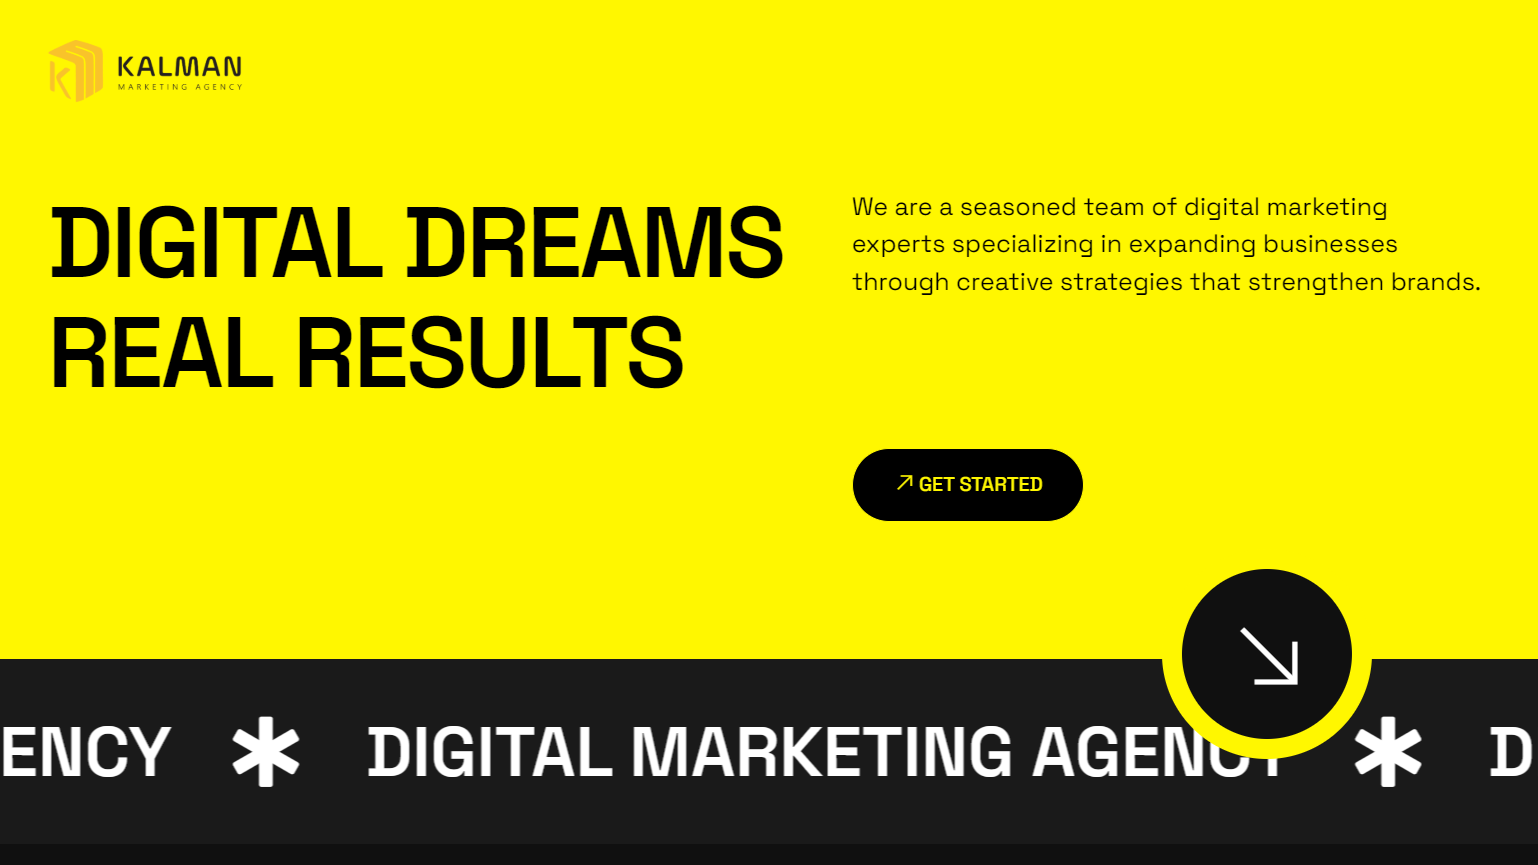 KALMAN
MARKETING AGENCY
DIGITAL DREAMS
REAL RESULTS
We are a seasoned team of digital marketing
experts specializing in expanding businesses
through creative strategies that strengthen brands.
GET STARTED
ENCY * DIGITAL MARKETING AGENCY * D